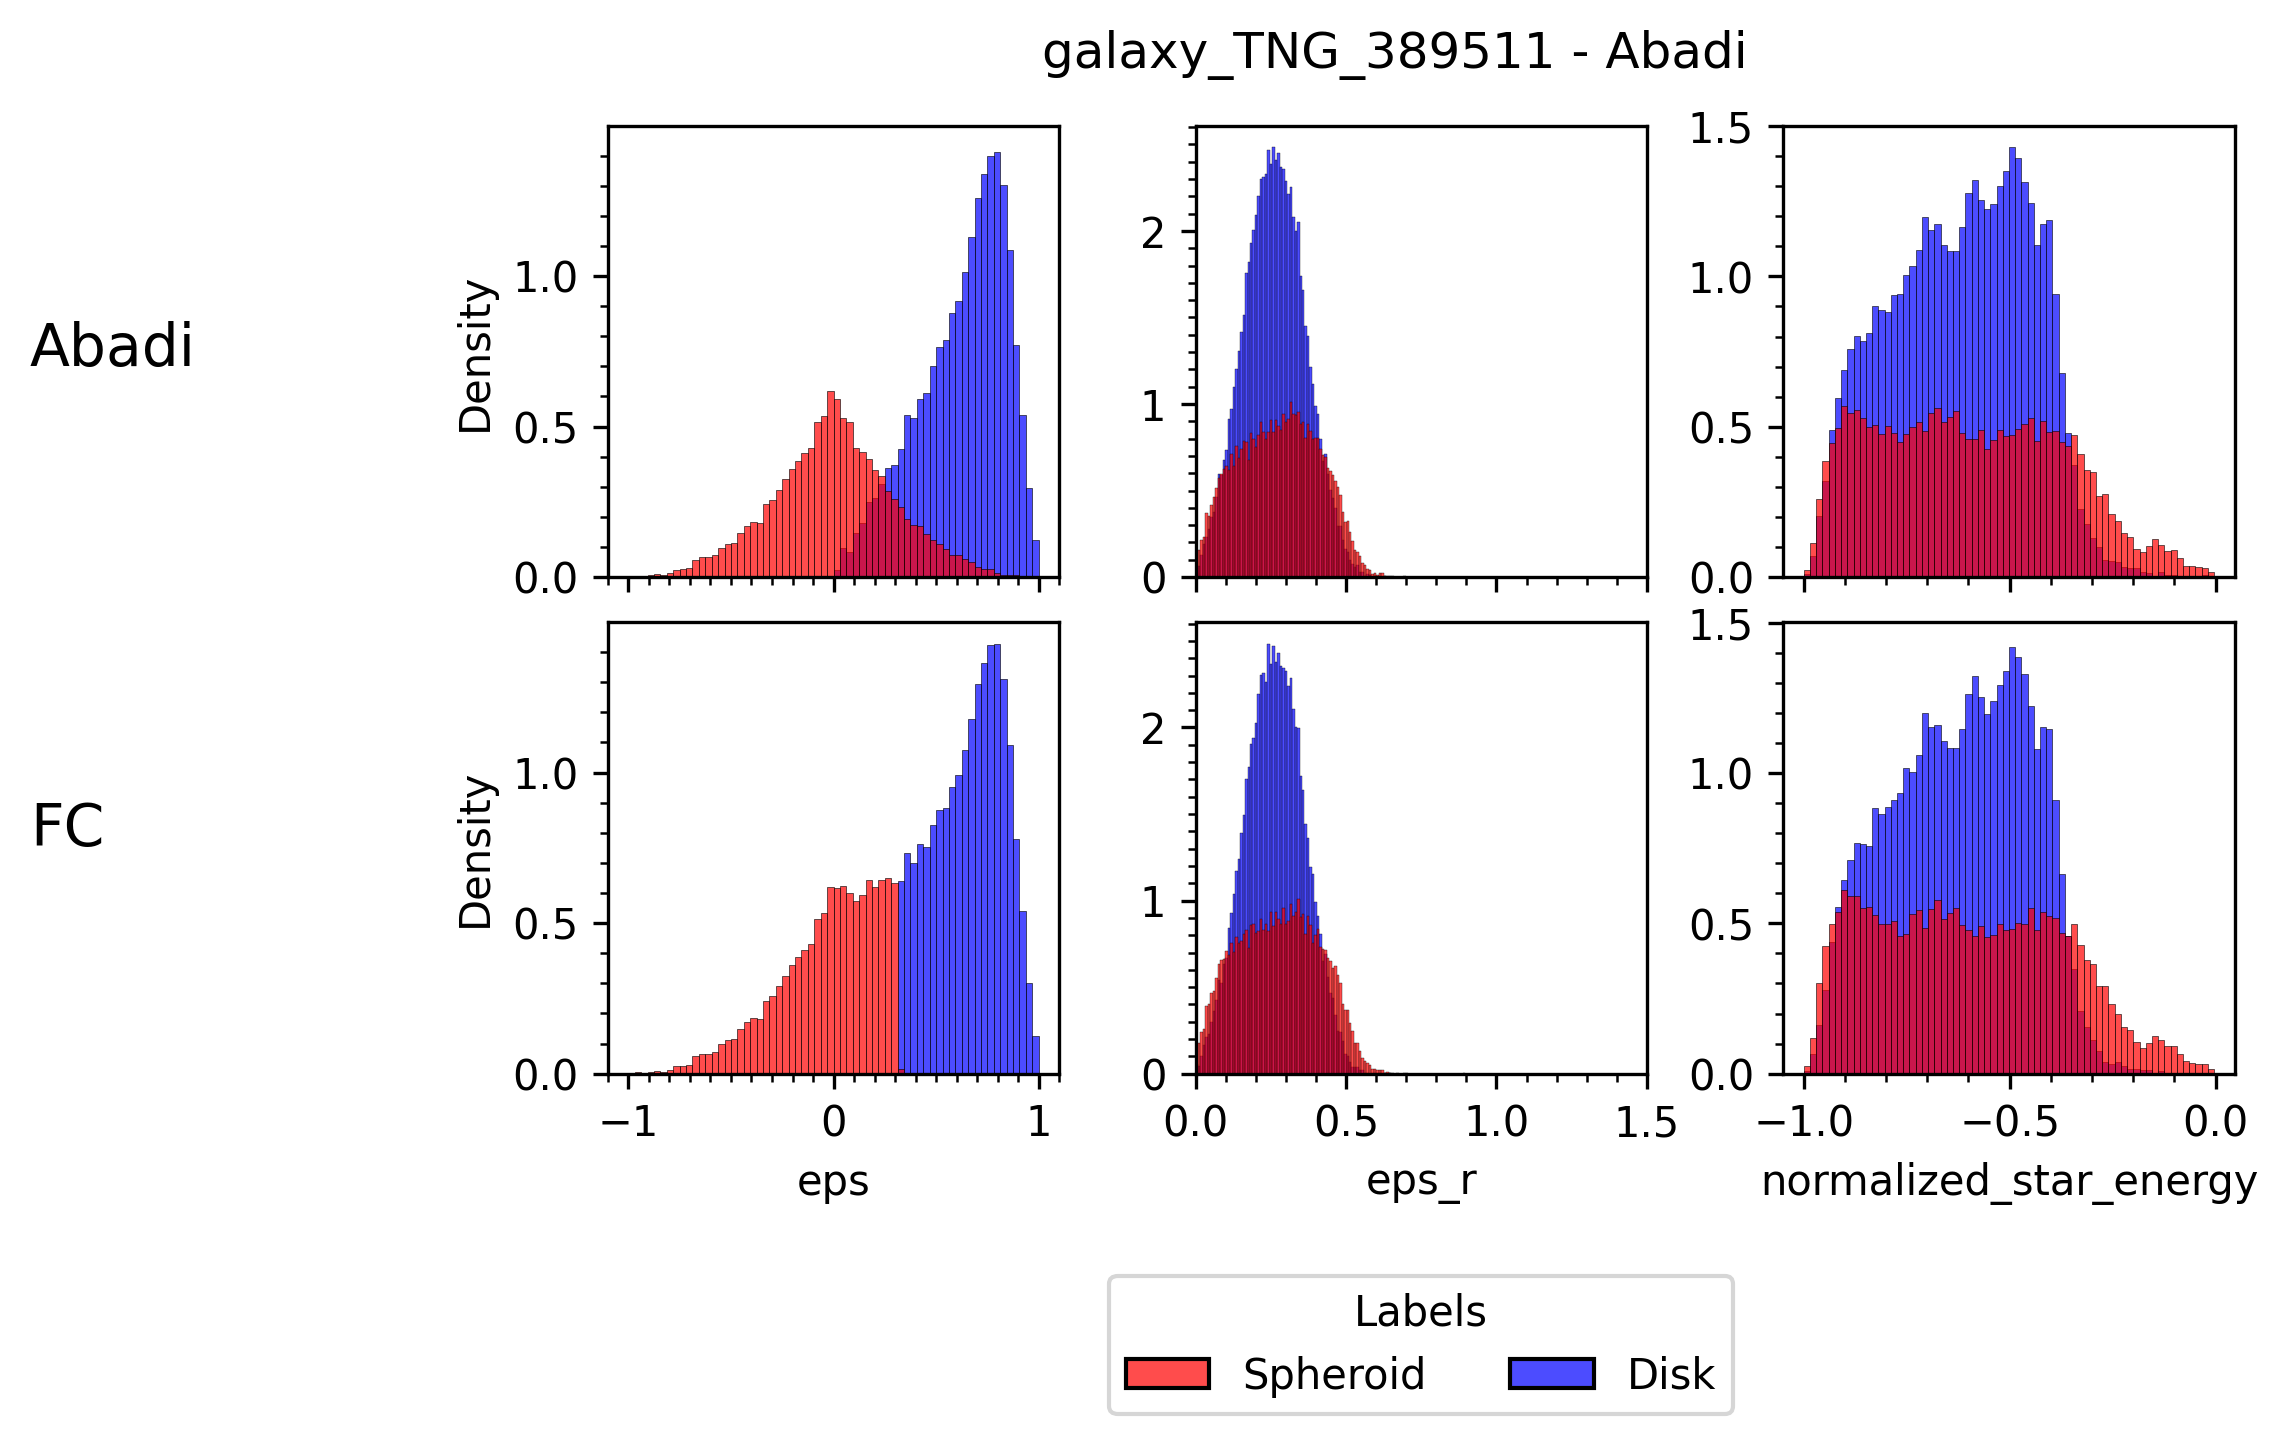 galaxy_TNG_389511 - Abadi
Abadi
Density
0.0
0.5
1.0
0
1
2
0.0
0.5
1.0
1.5
FC
Density
0.0
0.5
1.0
0
1
2
0.0
0.5
1.0
1.5
−1 0 1
0.0 0.5 1.0 1.5
−1.0 −0.5 0.0
eps
eps_r
normalized_star_energy
Labels
Spheroid Disk